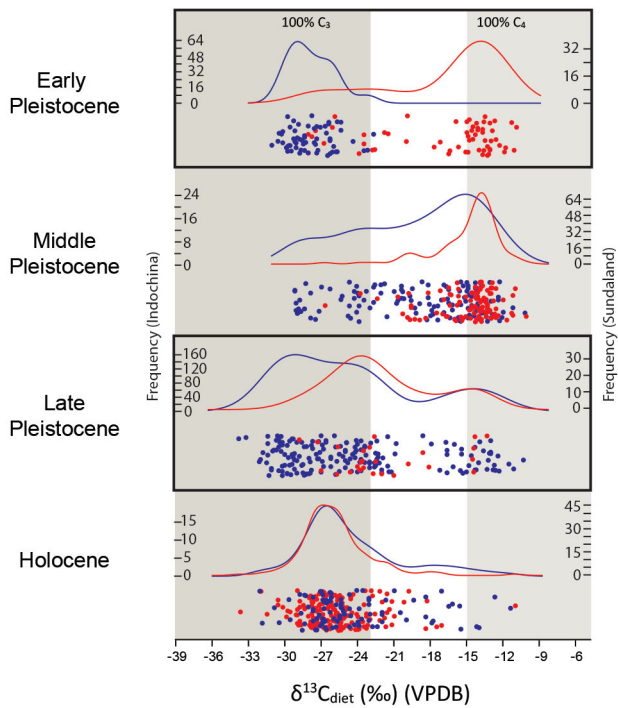 100% C₃ 100% C₄
Early
Pleistocene
64
48
32
16
0
32
16
0
Middle
Pleistocene
24
16
8
0
64
48
32
16
0
Frequency (Indochina)
Frequency (Sundaland)
Late
Pleistocene
160
120
80
40
0
30
20
10
0
Holocene
15
10
5
0
45
30
15
0
-39 -36 -33 -30 -27 -24 -21 -18 -15 -12 -9 -6
δ¹³C_diet (‰) (VPDB)